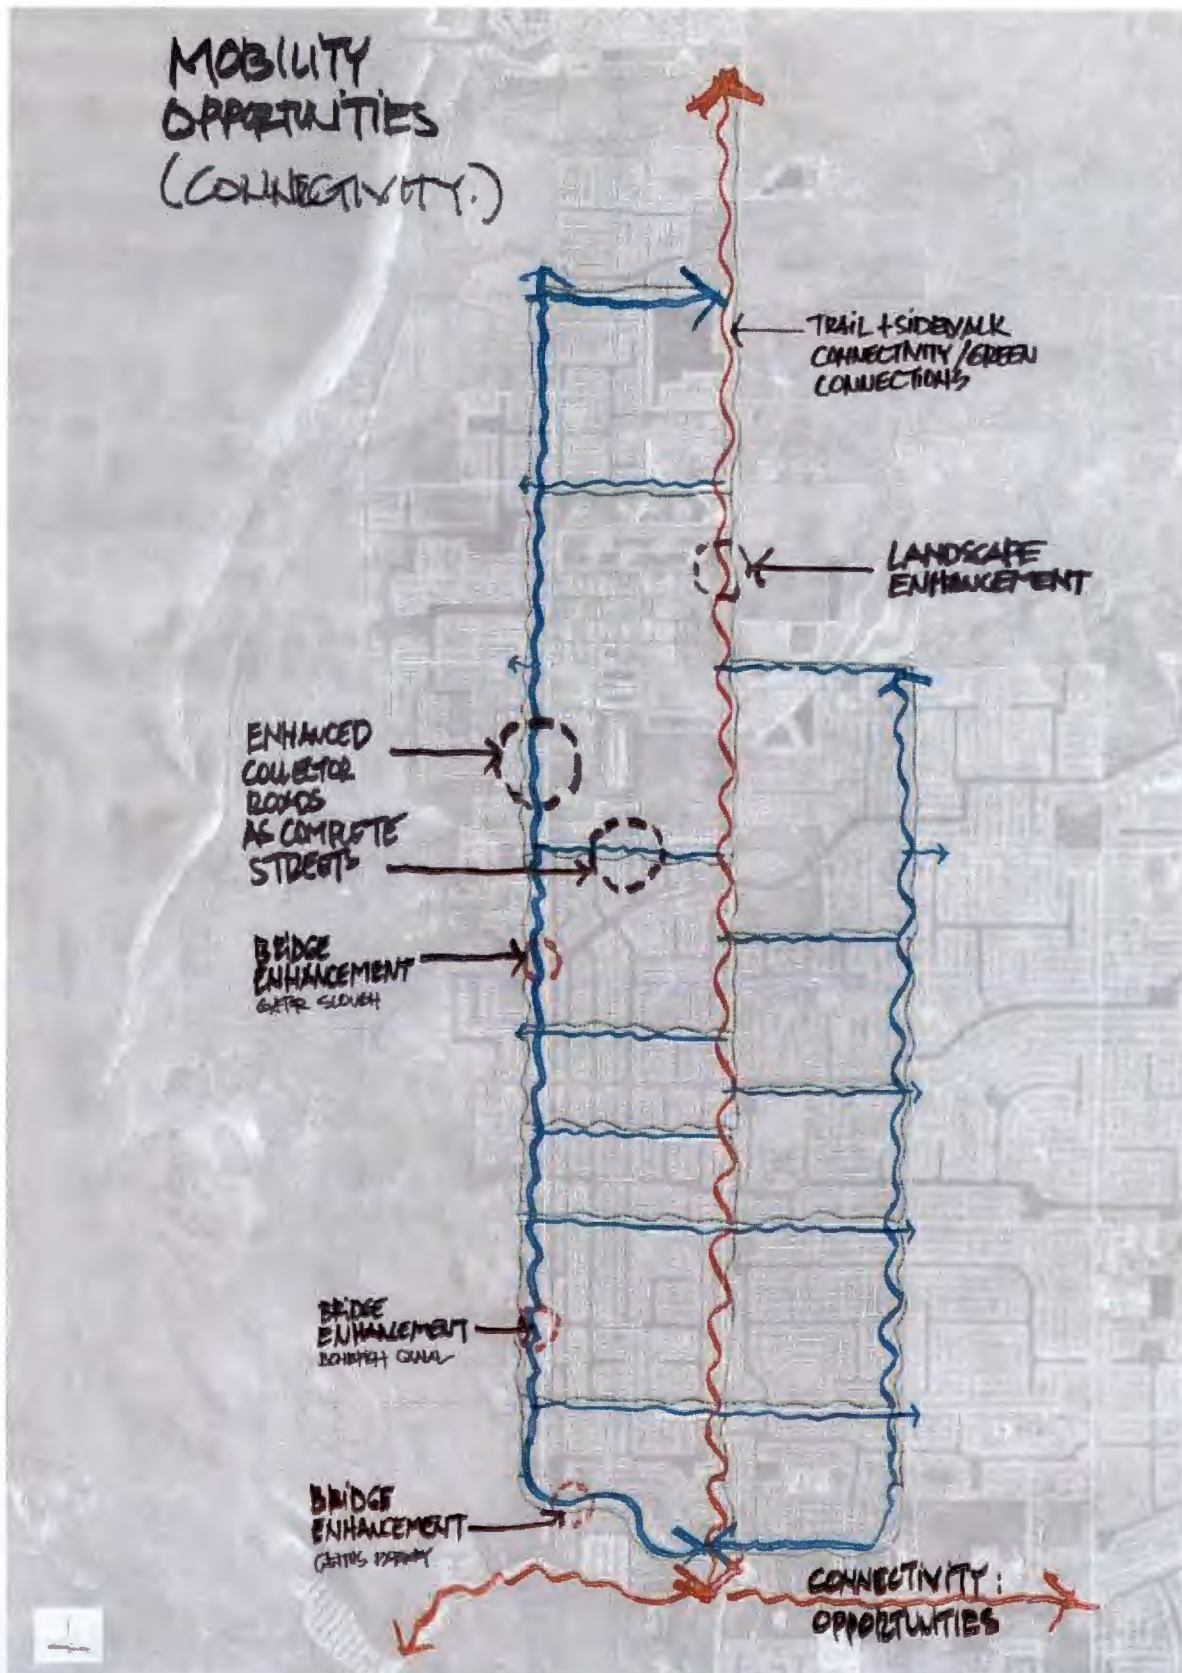 MOBILITY
OPPORTUNITIES
(CONNECTIVITY.)
TRAIL + SIDEWALK
CONNECTIVITY/GREEN
CONNECTIONS
LANDSCAPE
ENHANCEMENT
ENHANCED
COLLECTOR
ROADS
AS COMPLETE
STREETS
BRIDGE
ENHANCEMENT
SLOUGH
BRIDGE
ENHANCEMENT
CANAL
BRIDGE
ENHANCEMENT
CONNECTIVITY:
OPPORTUNITIES